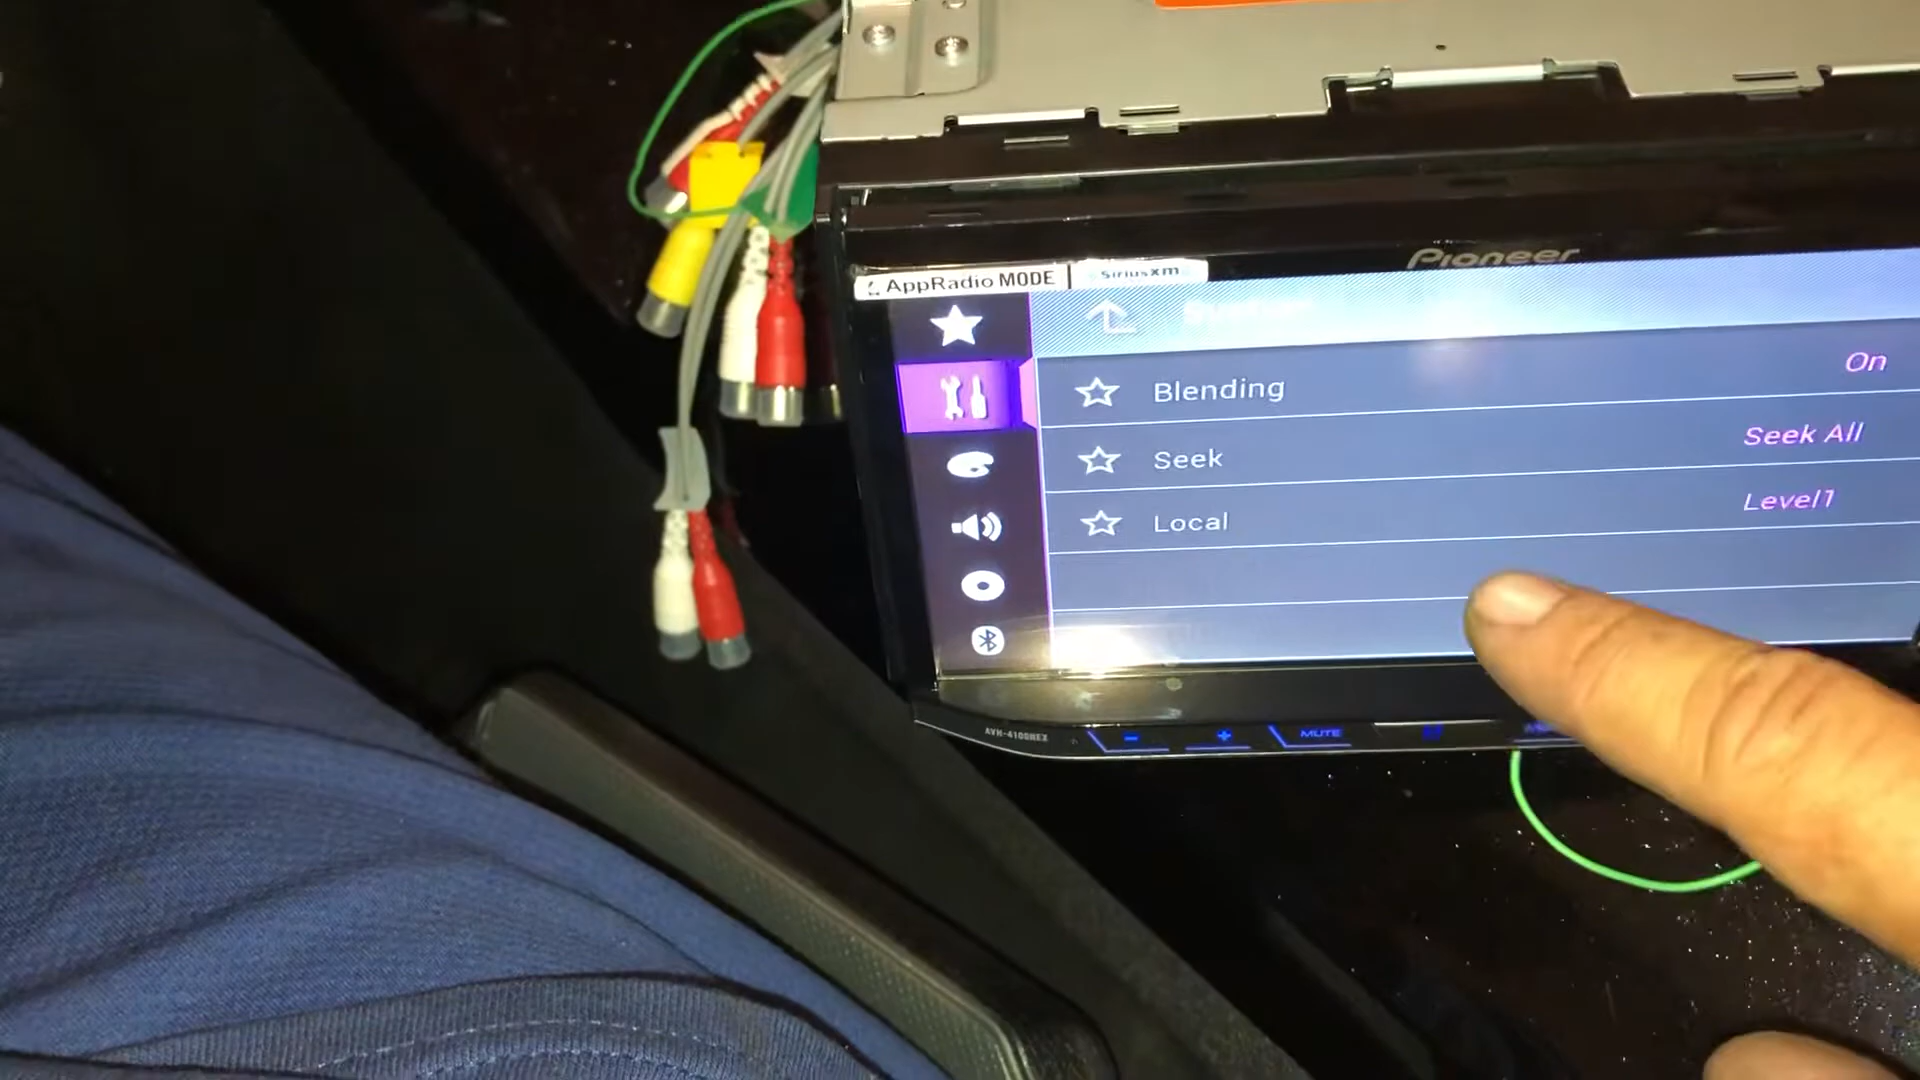 Pioneer
AppRadio MODE
SiriusXM
Blending On
Seek Seek All
Local Level1
AVH-4100NEX
- + MUTE